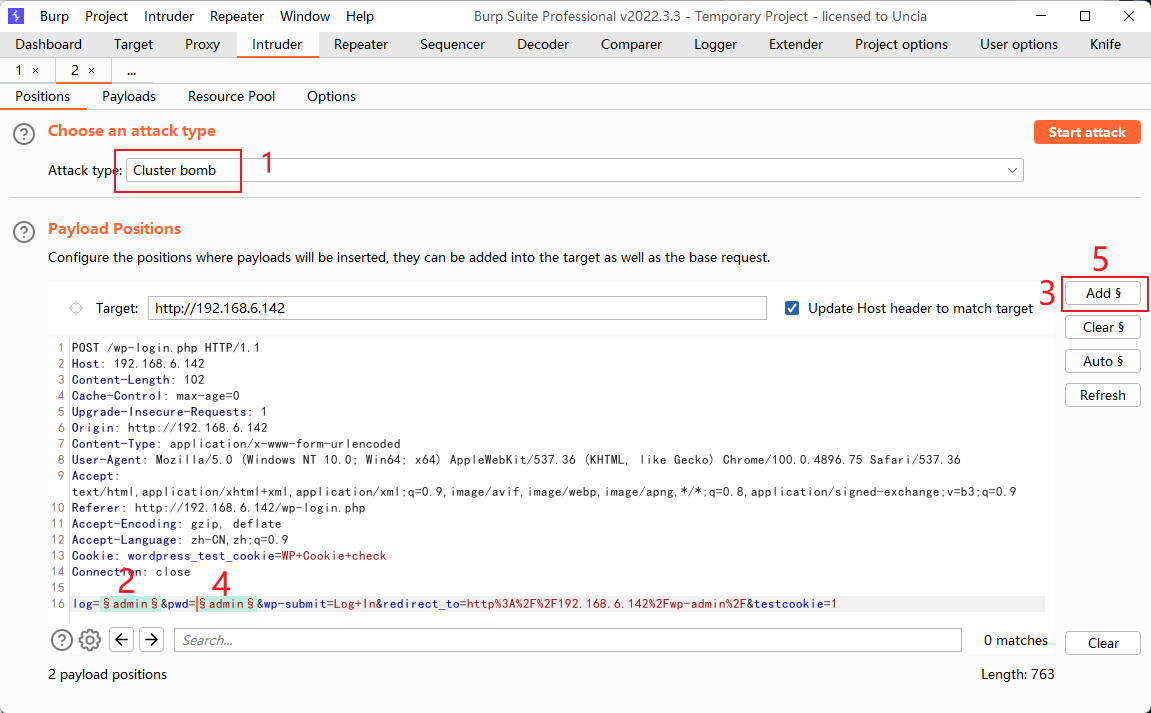 Burp Project Intruder Repeater Window Help Burp Suite Professional v2022.3.3 - Temporary Project - licensed to Uncia
Dashboard Target Proxy Intruder Repeater Sequencer Decoder Comparer Logger Extender Project options User options Knife
1 × 2 × ...
Positions Payloads Resource Pool Options
? Choose an attack type Start attack
Attack type: Cluster bomb 1
? Payload Positions
Configure the positions where payloads will be inserted, they can be added into the target as well as the base request.
5
3 Add §
Target: http://192.168.6.142 Update Host header to match target
Clear §
Auto §
Refresh
1 POST /wp-login.php HTTP/1.1
2 Host: 192.168.6.142
3 Content-Length: 102
4 Cache-Control: max-age=0
5 Upgrade-Insecure-Requests: 1
6 Origin: http://192.168.6.142
7 Content-Type: application/x-www-form-urlencoded
8 User-Agent: Mozilla/5.0 (Windows NT 10.0; Win64; x64) AppleWebKit/537.36 (KHTML, like Gecko) Chrome/100.0.4896.75 Safari/537.36
9 Accept:
text/html,application/xhtml+xml,application/xml;q=0.9,image/avif,image/webp,image/apng,*/*;q=0.8,application/signed-exchange;v=b3;q=0.9
10 Referer: http://192.168.6.142/wp-login.php
11 Accept-Encoding: gzip, deflate
12 Accept-Language: zh-CN,zh;q=0.9
13 Cookie: wordpress_test_cookie=WP+Cookie+check
14 Connection: close
15
2 4
16 log=§admin§&pwd=§admin§&wp-submit=Log+In&redirect_to=http%3A%2F%2F192.168.6.142%2Fwp-admin%2F&testcookie=1
? Search... 0 matches Clear
2 payload positions Length: 763